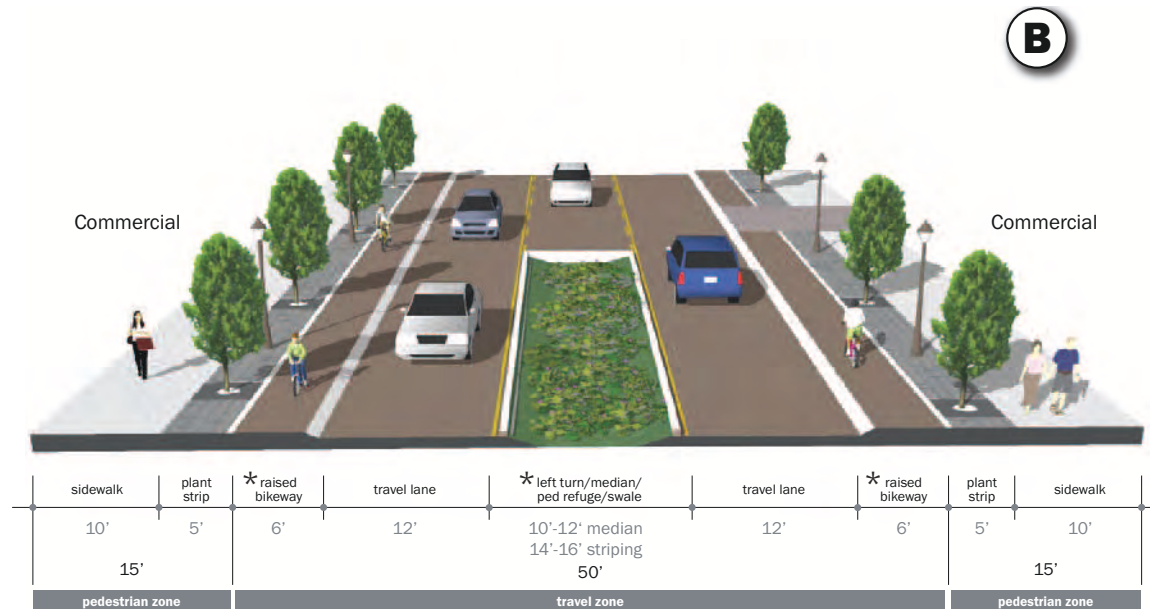 B
Commercial
Commercial
sidewalk
plant
strip
* raised
bikeway
travel lane
* left turn/median/
ped refuge/swale
travel lane
* raised
bikeway
plant
strip
sidewalk
10’
5’
6’
12’
10’-12‘ median
14’-16’ striping
12’
6’
5’
10’
15’
50’
15’
pedestrian zone
travel zone
pedestrian zone